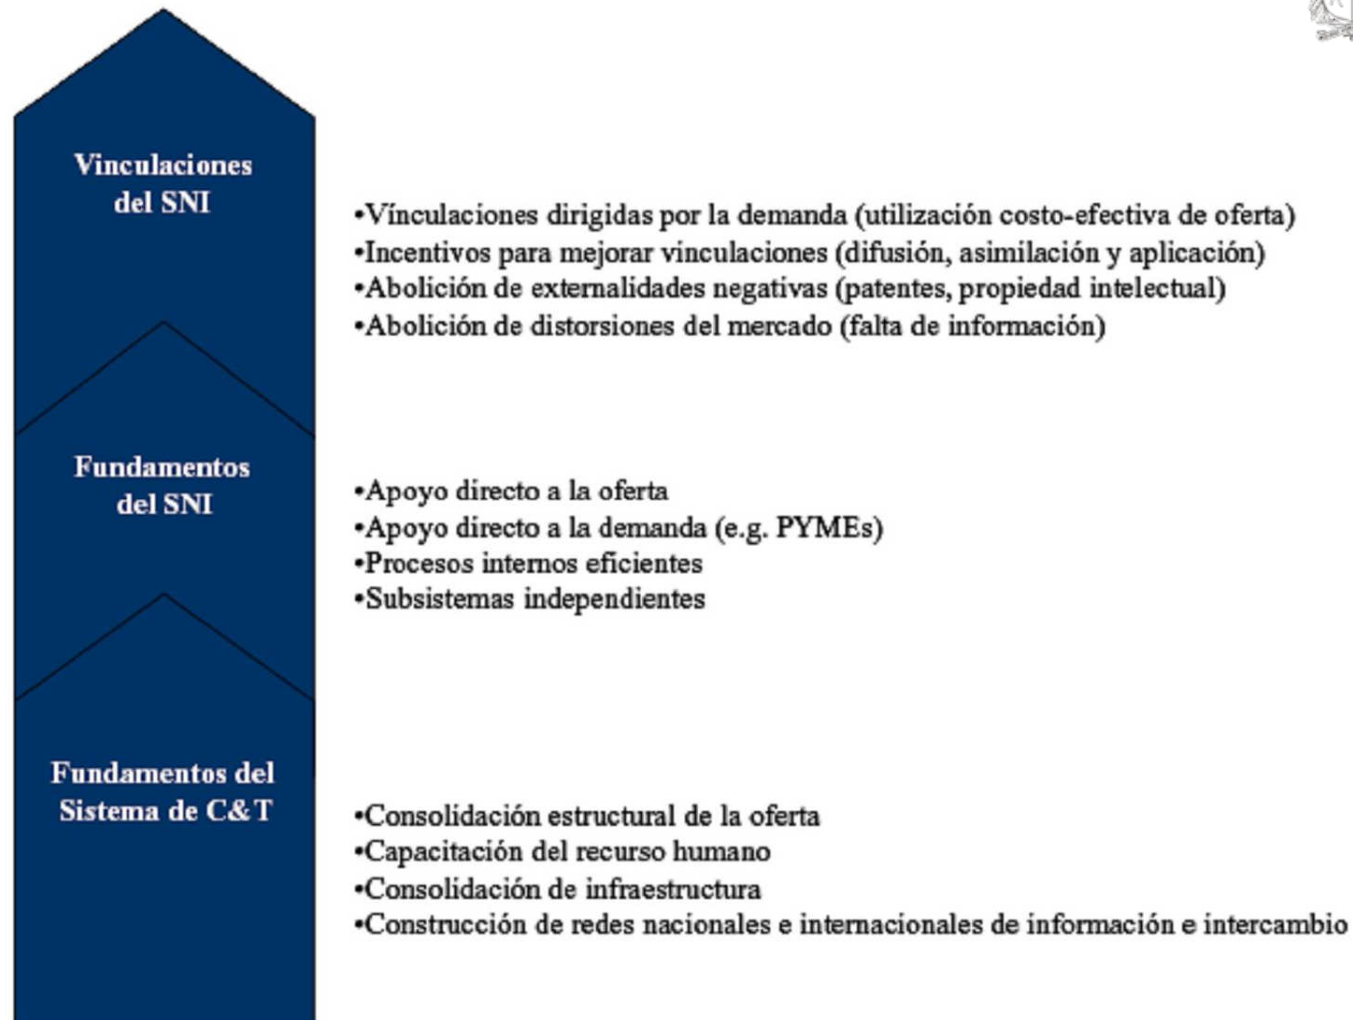 Vinculaciones
del SNI
•Vínculaciones dirigidas por la demanda (utilización costo-efectiva de oferta)
•Incentivos para mejorar vinculaciones (difusión, asimilación y aplicación)
•Abolición de externalidades negativas (patentes, propiedad intelectual)
•Abolición de distorsiones del mercado (falta de información)
Fundamentos
del SNI
•Apoyo directo a la oferta
•Apoyo directo a la demanda (e.g. PYMEs)
•Procesos internos eficientes
•Subsistemas independientes
Fundamentos del
Sistema de C&T
•Consolidación estructural de la oferta
•Capacitación del recurso humano
•Consolidación de infraestructura
•Construcción de redes nacionales e internacionales de información e intercambio